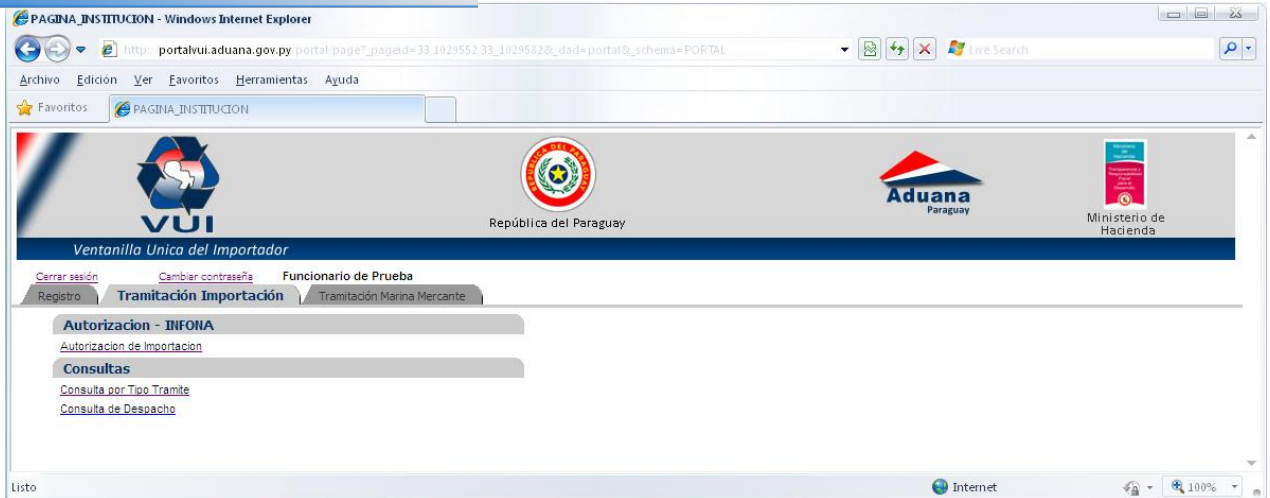 PAGINA_INSTITUCION - Windows Internet Explorer
http: portalvui.aduana.gov.py portal/page?_pageid=33,1029552,33_1029582&_dad=portal&_schema=PORTAL
Live Search
Archivo Edición Ver Favoritos Herramientas Ayuda
Favoritos PAGINA_INSTITUCION
VUI
REPUBLICA DEL PARAGUAY
República del Paraguay
Aduana
Paraguay
Ministerio de
Hacienda
Ventanilla Unica del Importador
Cerrar sesión Cambiar contraseña Funcionario de Prueba
Registro Tramitación Importación Tramitación Marina Mercante
Autorizacion - INFONA
Autorizacion de Importacion
Consultas
Consulta por Tipo Tramite
Consulta de Despacho
Listo Internet 100%